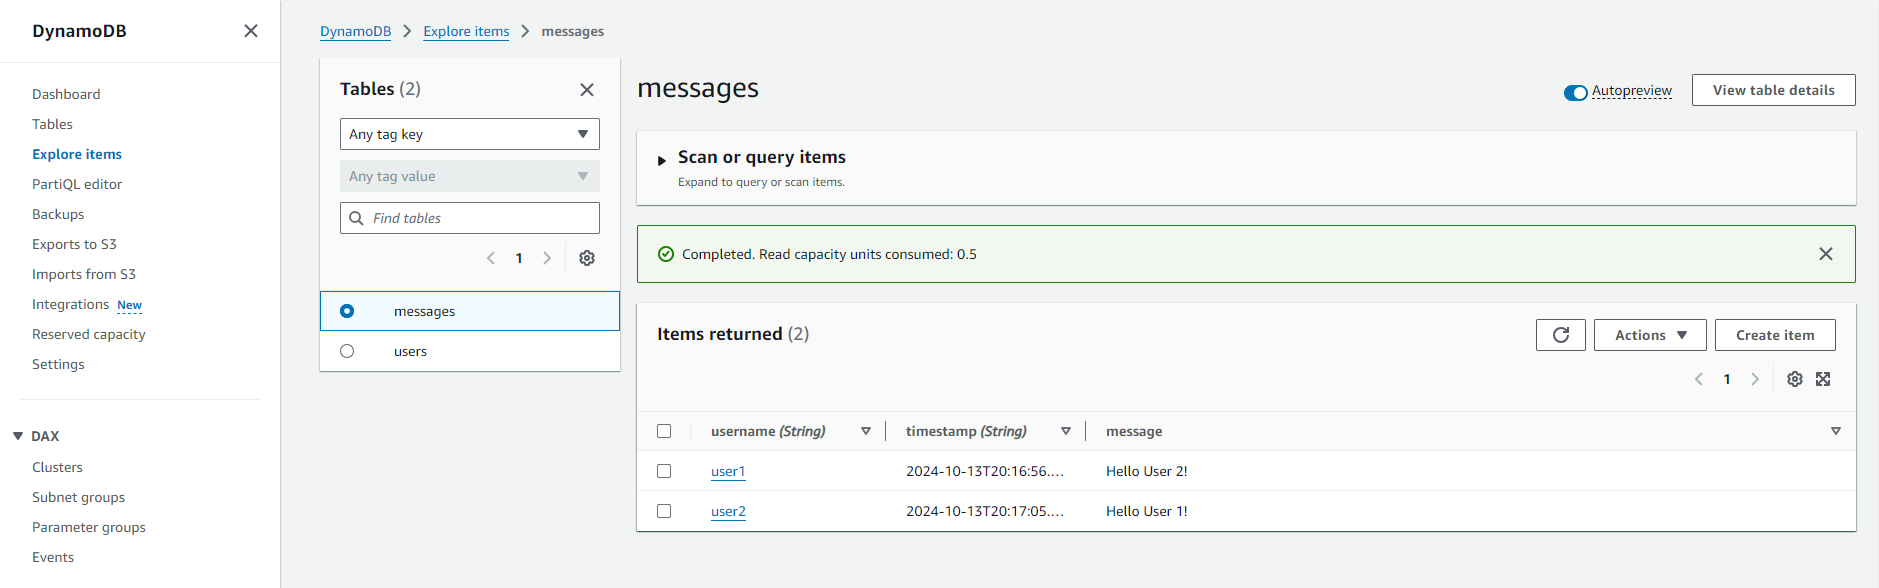 DynamoDB
Dashboard
Tables
Explore items
PartiQL editor
Backups
Exports to S3
Imports from S3
Integrations New
Reserved capacity
Settings
DAX
Clusters
Subnet groups
Parameter groups
Events
DynamoDB Explore items messages
Tables (2)
Any tag key
Any tag value
Find tables
1
messages
users
messages
Autopreview
View table details
Scan or query items
Expand to query or scan items.
Completed. Read capacity units consumed: 0.5
Items returned (2)
Actions
Create item
1
username (String) timestamp (String) message
user1 2024-10-13T20:16:56.... Hello User 2!
user2 2024-10-13T20:17:05.... Hello User 1!